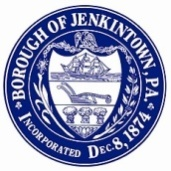 BOROUGH OF JENKINTOWN, PA.
INCORPORATED DEC. 8, 1874